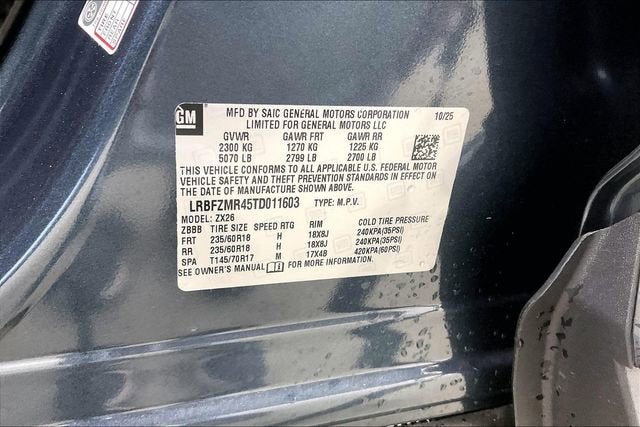 GM
MFD BY SAIC GENERAL MOTORS CORPORATION 10/25
LIMITED FOR GENERAL MOTORS LLC
GVWR GAWR FRT GAWR RR
2300 KG 1270 KG 1225 KG
5070 LB 2799 LB 2700 LB
THIS VEHICLE CONFORMS TO ALL APPLICABLE U.S. FEDERAL MOTOR
VEHICLE SAFETY AND THEFT PREVENTION STANDARDS IN EFFECT ON
THE DATE OF MANUFACTURE SHOWN ABOVE.
LRBFZMR45TD011603 TYPE: M.P.V.
MODEL: ZX26
ZBBB TIRE SIZE SPEED RTG RIM COLD TIRE PRESSURE
FRT 235/60R18 H 18X8J 240KPA(35PSI)
RR 235/60R18 H 18X8J 240KPA(35PSI)
SPA T145/70R17 M 17X4B 420KPA(60PSI)
SEE OWNER'S MANUAL FOR MORE INFORMATION.